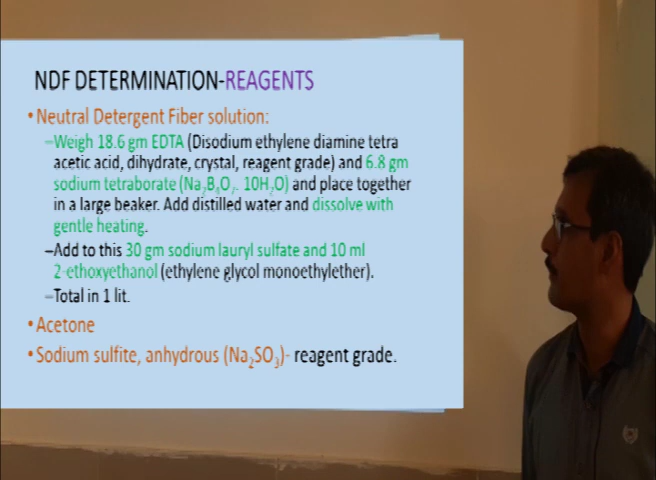 NDF DETERMINATION-REAGENTS
•Neutral Detergent Fiber solution:
–Weigh 18.6 gm EDTA (Disodium ethylene diamine tetra
acetic acid, dihydrate, crystal, reagent grade) and 6.8 gm
sodium tetraborate (Na₂B₄O₇. 10H₂O) and place together
in a large beaker. Add distilled water and dissolve with
gentle heating.
–Add to this 30 gm sodium lauryl sulfate and 10 ml
2-ethoxyethanol (ethylene glycol monoethylether).
–Total in 1 lit.
•Acetone
•Sodium sulfite, anhydrous (Na₂SO₃)- reagent grade.